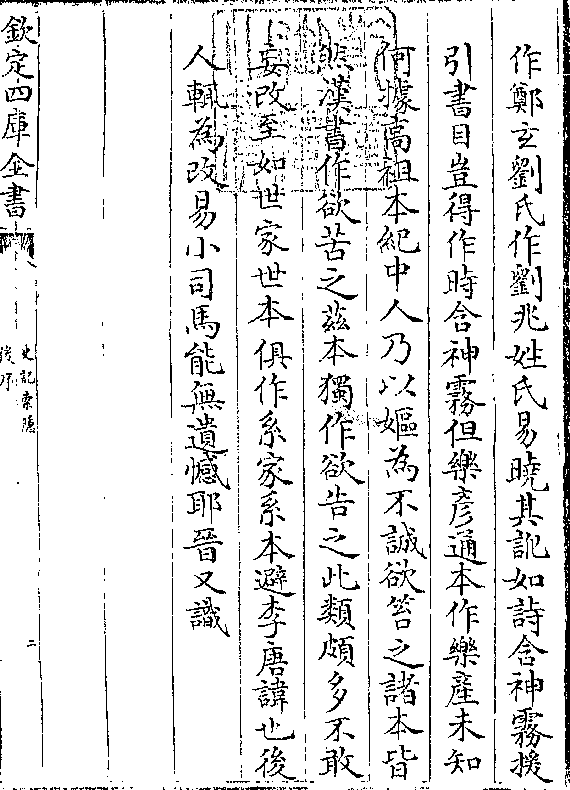 作鄭玄劉氏作劉兆姓氏易曉其訛如詩含神霧援
引書目豈得作時含神霧但樂彥通本作樂產未知
何據高祖本紀中人乃以嫗為不誠欲笞之諸本皆
然漢書作欲苦之茲本獨作欲告之此類頗多不敢
妄改至如世家世本俱作系家系本避李唐諱也後
人輒為改易小司馬能無遺憾耶晉又識
欽定四庫全書
史記索隱
後序
二